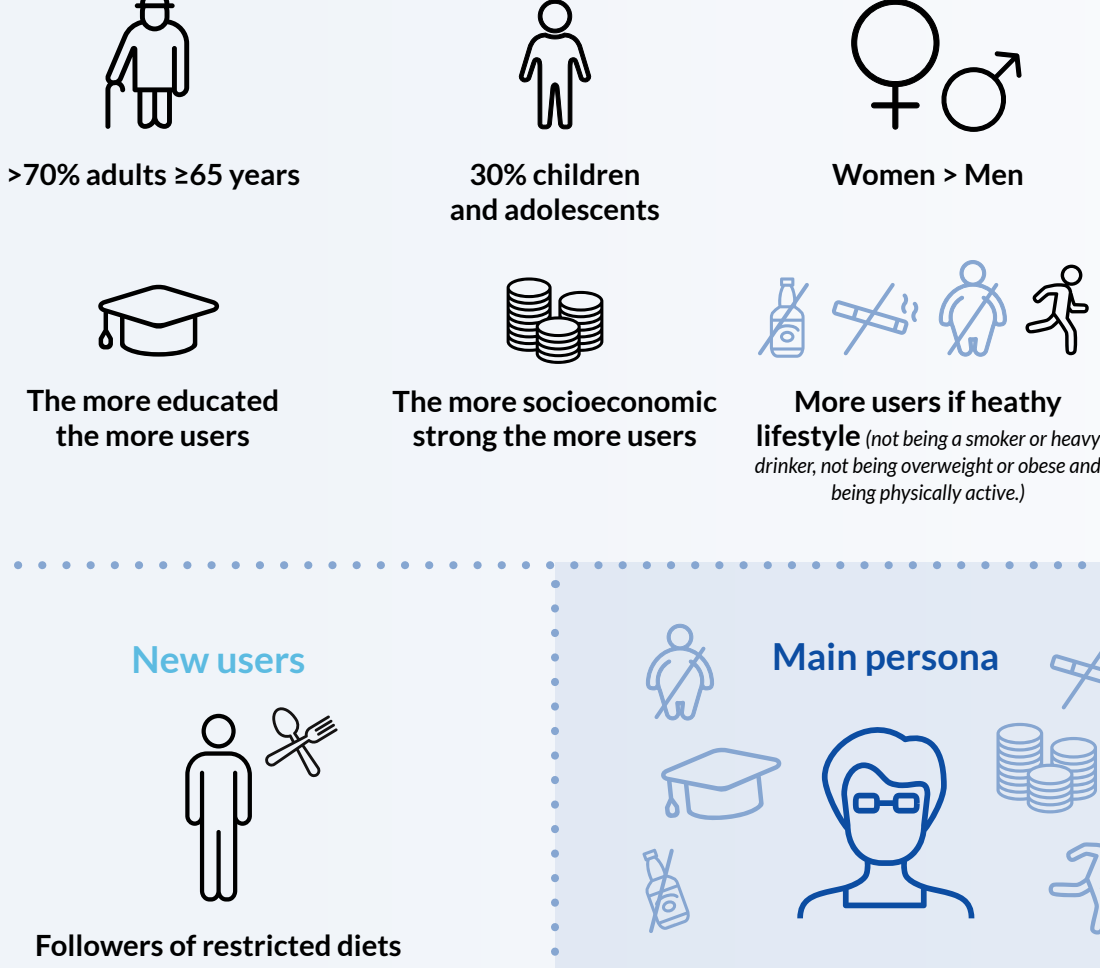 >70% adults ≥65 years
30% children
and adolescents
Women > Men
The more educated
the more users
The more socioeconomic
strong the more users
More users if heathy
lifestyle (not being a smoker or heavy
drinker, not being overweight or obese and
being physically active.)
New users
Followers of restricted diets
Main persona